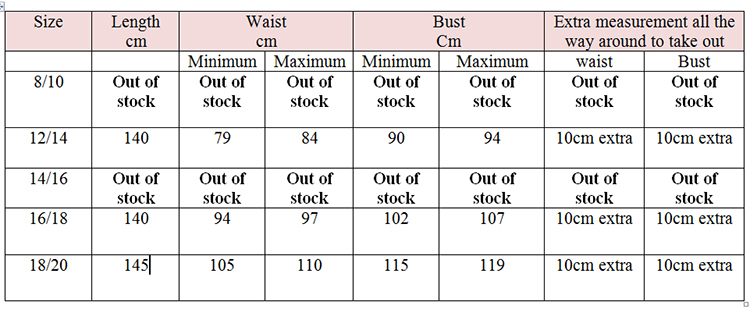 Size Length Waist Bust Extra measurement all the
cm cm Cm way around to take out
Minimum Maximum Minimum Maximum waist Bust
8/10 Out of Out of Out of Out of Out of Out of Out of
stock stock stock stock stock stock stock
12/14 140 79 84 90 94 10cm extra 10cm extra
14/16 Out of Out of Out of Out of Out of Out of Out of
stock stock stock stock stock stock stock
16/18 140 94 97 102 107 10cm extra 10cm extra
18/20 145 105 110 115 119 10cm extra 10cm extra